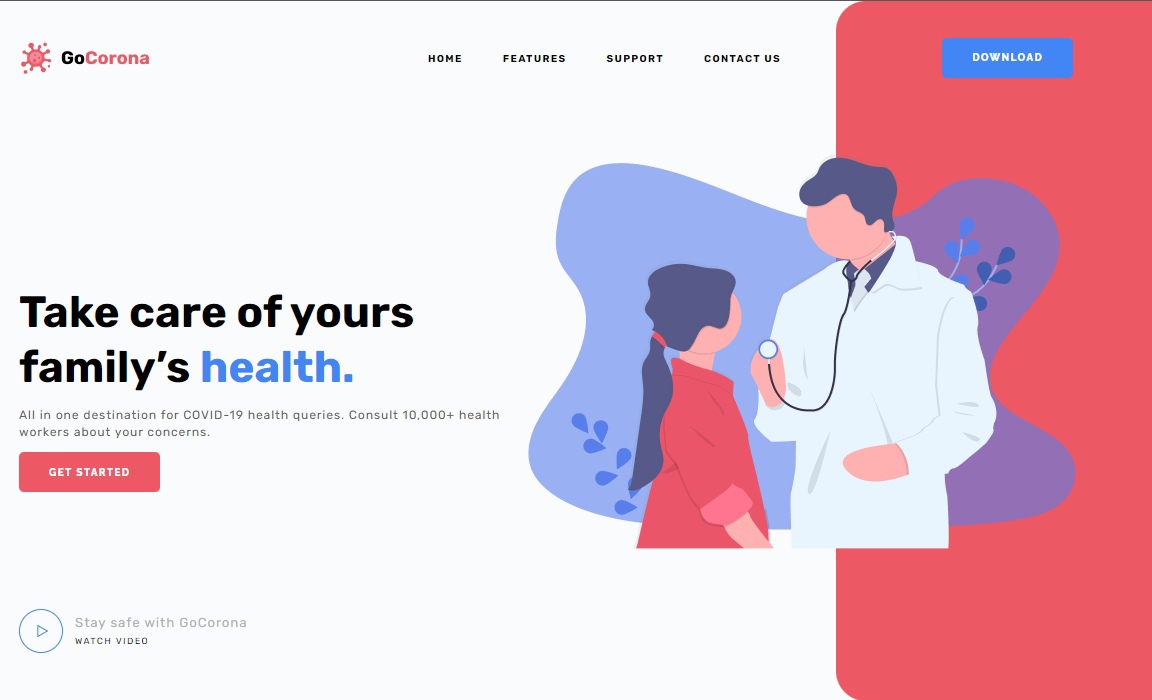 GoCorona
HOME
FEATURES
SUPPORT
CONTACT US
DOWNLOAD
Take care of yours
family’s health.
All in one destination for COVID-19 health queries. Consult 10,000+ health
workers about your concerns.
GET STARTED
Stay safe with GoCorona
WATCH VIDEO